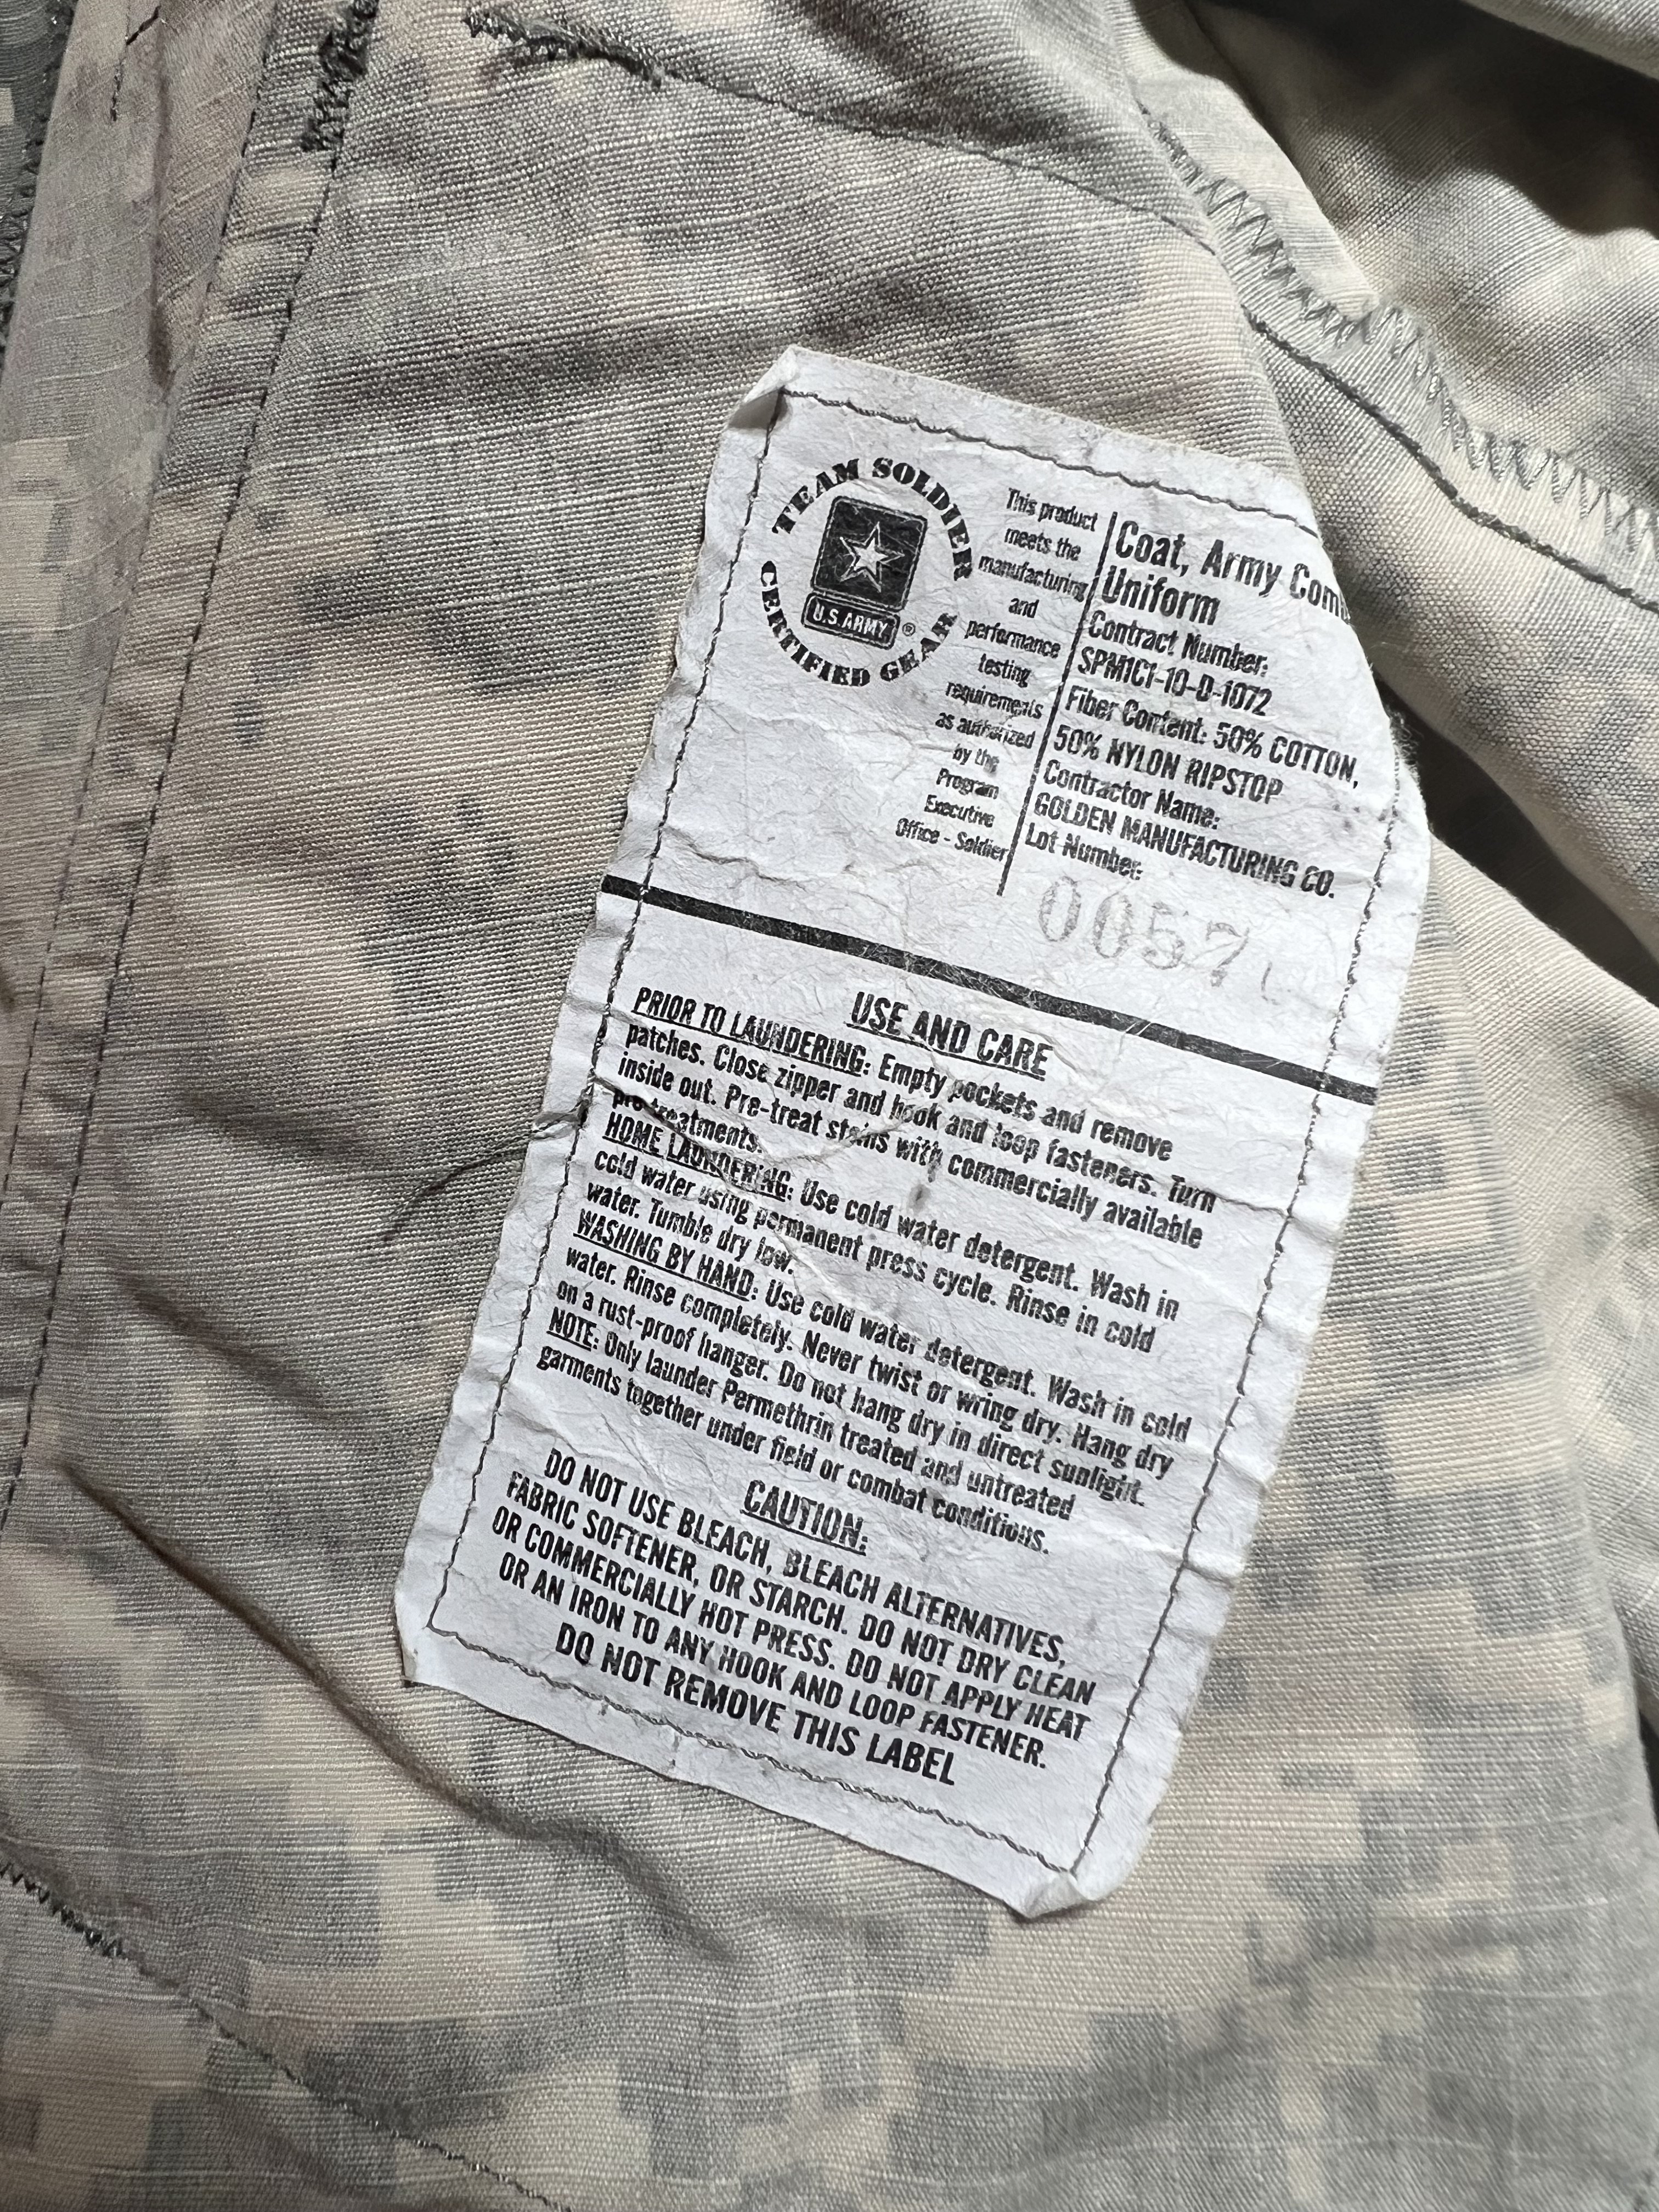 TEAM SOLDIER
CERTIFIED GEAR
U.S.ARMY ®
This product
meets the
manufacturing
and
performance
testing
requirements
as authorized
by the
Program
Executive
Office - Soldier
Coat, Army Com
Uniform
Contract Number:
SPM1C1-10-D-1072
Fiber Content: 50% COTTON,
50% NYLON RIPSTOP
Contractor Name:
GOLDEN MANUFACTURING CO.
Lot Number:
0057
USE AND CARE
PRIOR TO LAUNDERING: Empty pockets and remove
patches. Close zipper and hook and loop fasteners. Turn
inside out. Pre-treat stains with commercially available
pre-treatments.
HOME LAUNDERING: Use cold water detergent. Wash in
cold water using permanent press cycle. Rinse in cold
water. Tumble dry low.
WASHING BY HAND: Use cold water detergent. Wash in cold
water. Rinse completely. Never twist or wring dry. Hang dry
on a rust-proof hanger. Do not hang dry in direct sunlight.
NOTE: Only launder Permethrin treated and untreated
garments together under field or combat conditions.
CAUTION:
DO NOT USE BLEACH, BLEACH ALTERNATIVES,
FABRIC SOFTENER, OR STARCH. DO NOT DRY CLEAN
OR COMMERCIALLY HOT PRESS. DO NOT APPLY HEAT
OR AN IRON TO ANY HOOK AND LOOP FASTENER.
DO NOT REMOVE THIS LABEL